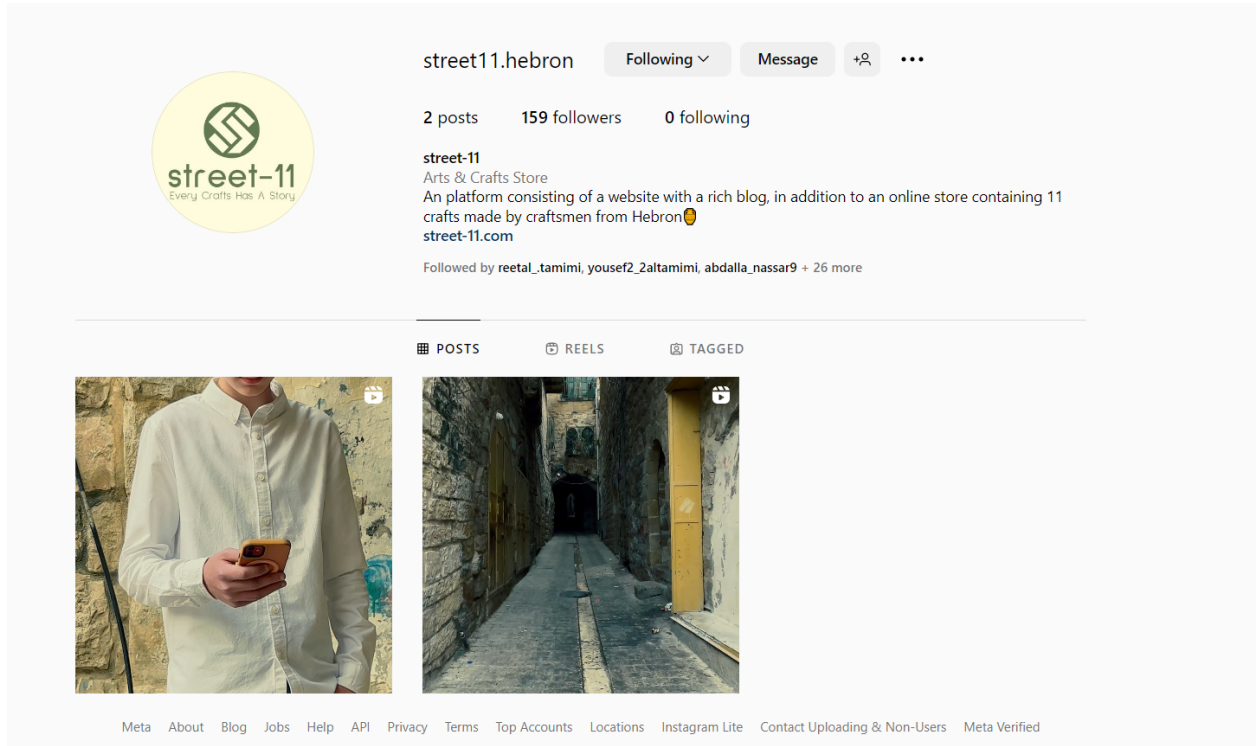 street11.hebron Following Message
2 posts 159 followers 0 following
street-11
Every Crafts Has A Story
street-11
Arts & Crafts Store
An platform consisting of a website with a rich blog, in addition to an online store containing 11
crafts made by craftsmen from Hebron
street-11.com
Followed by reetal_.tamimi, yousef2_2altamimi, abdalla_nassar9 + 26 more
POSTS REELS TAGGED
Meta About Blog Jobs Help API Privacy Terms Top Accounts Locations Instagram Lite Contact Uploading & Non-Users Meta Verified